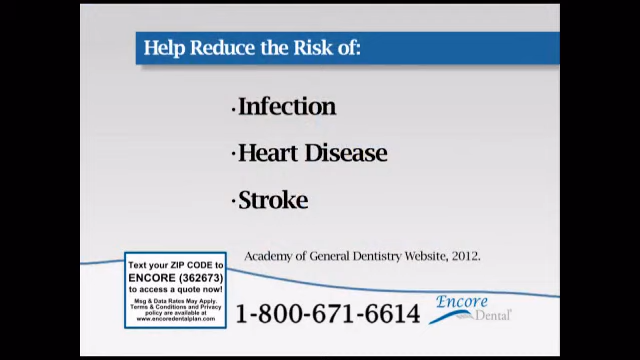 Help Reduce the Risk of:
·Infection
·Heart Disease
·Stroke
Academy of General Dentistry Website, 2012.
Text your ZIP CODE to
ENCORE (362673)
to access a quote now!
Msg & Data Rates May Apply.
Terms & Conditions and Privacy
policy are available at
www.encoredentalplan.com
1-800-671-6614
Encore
Dental